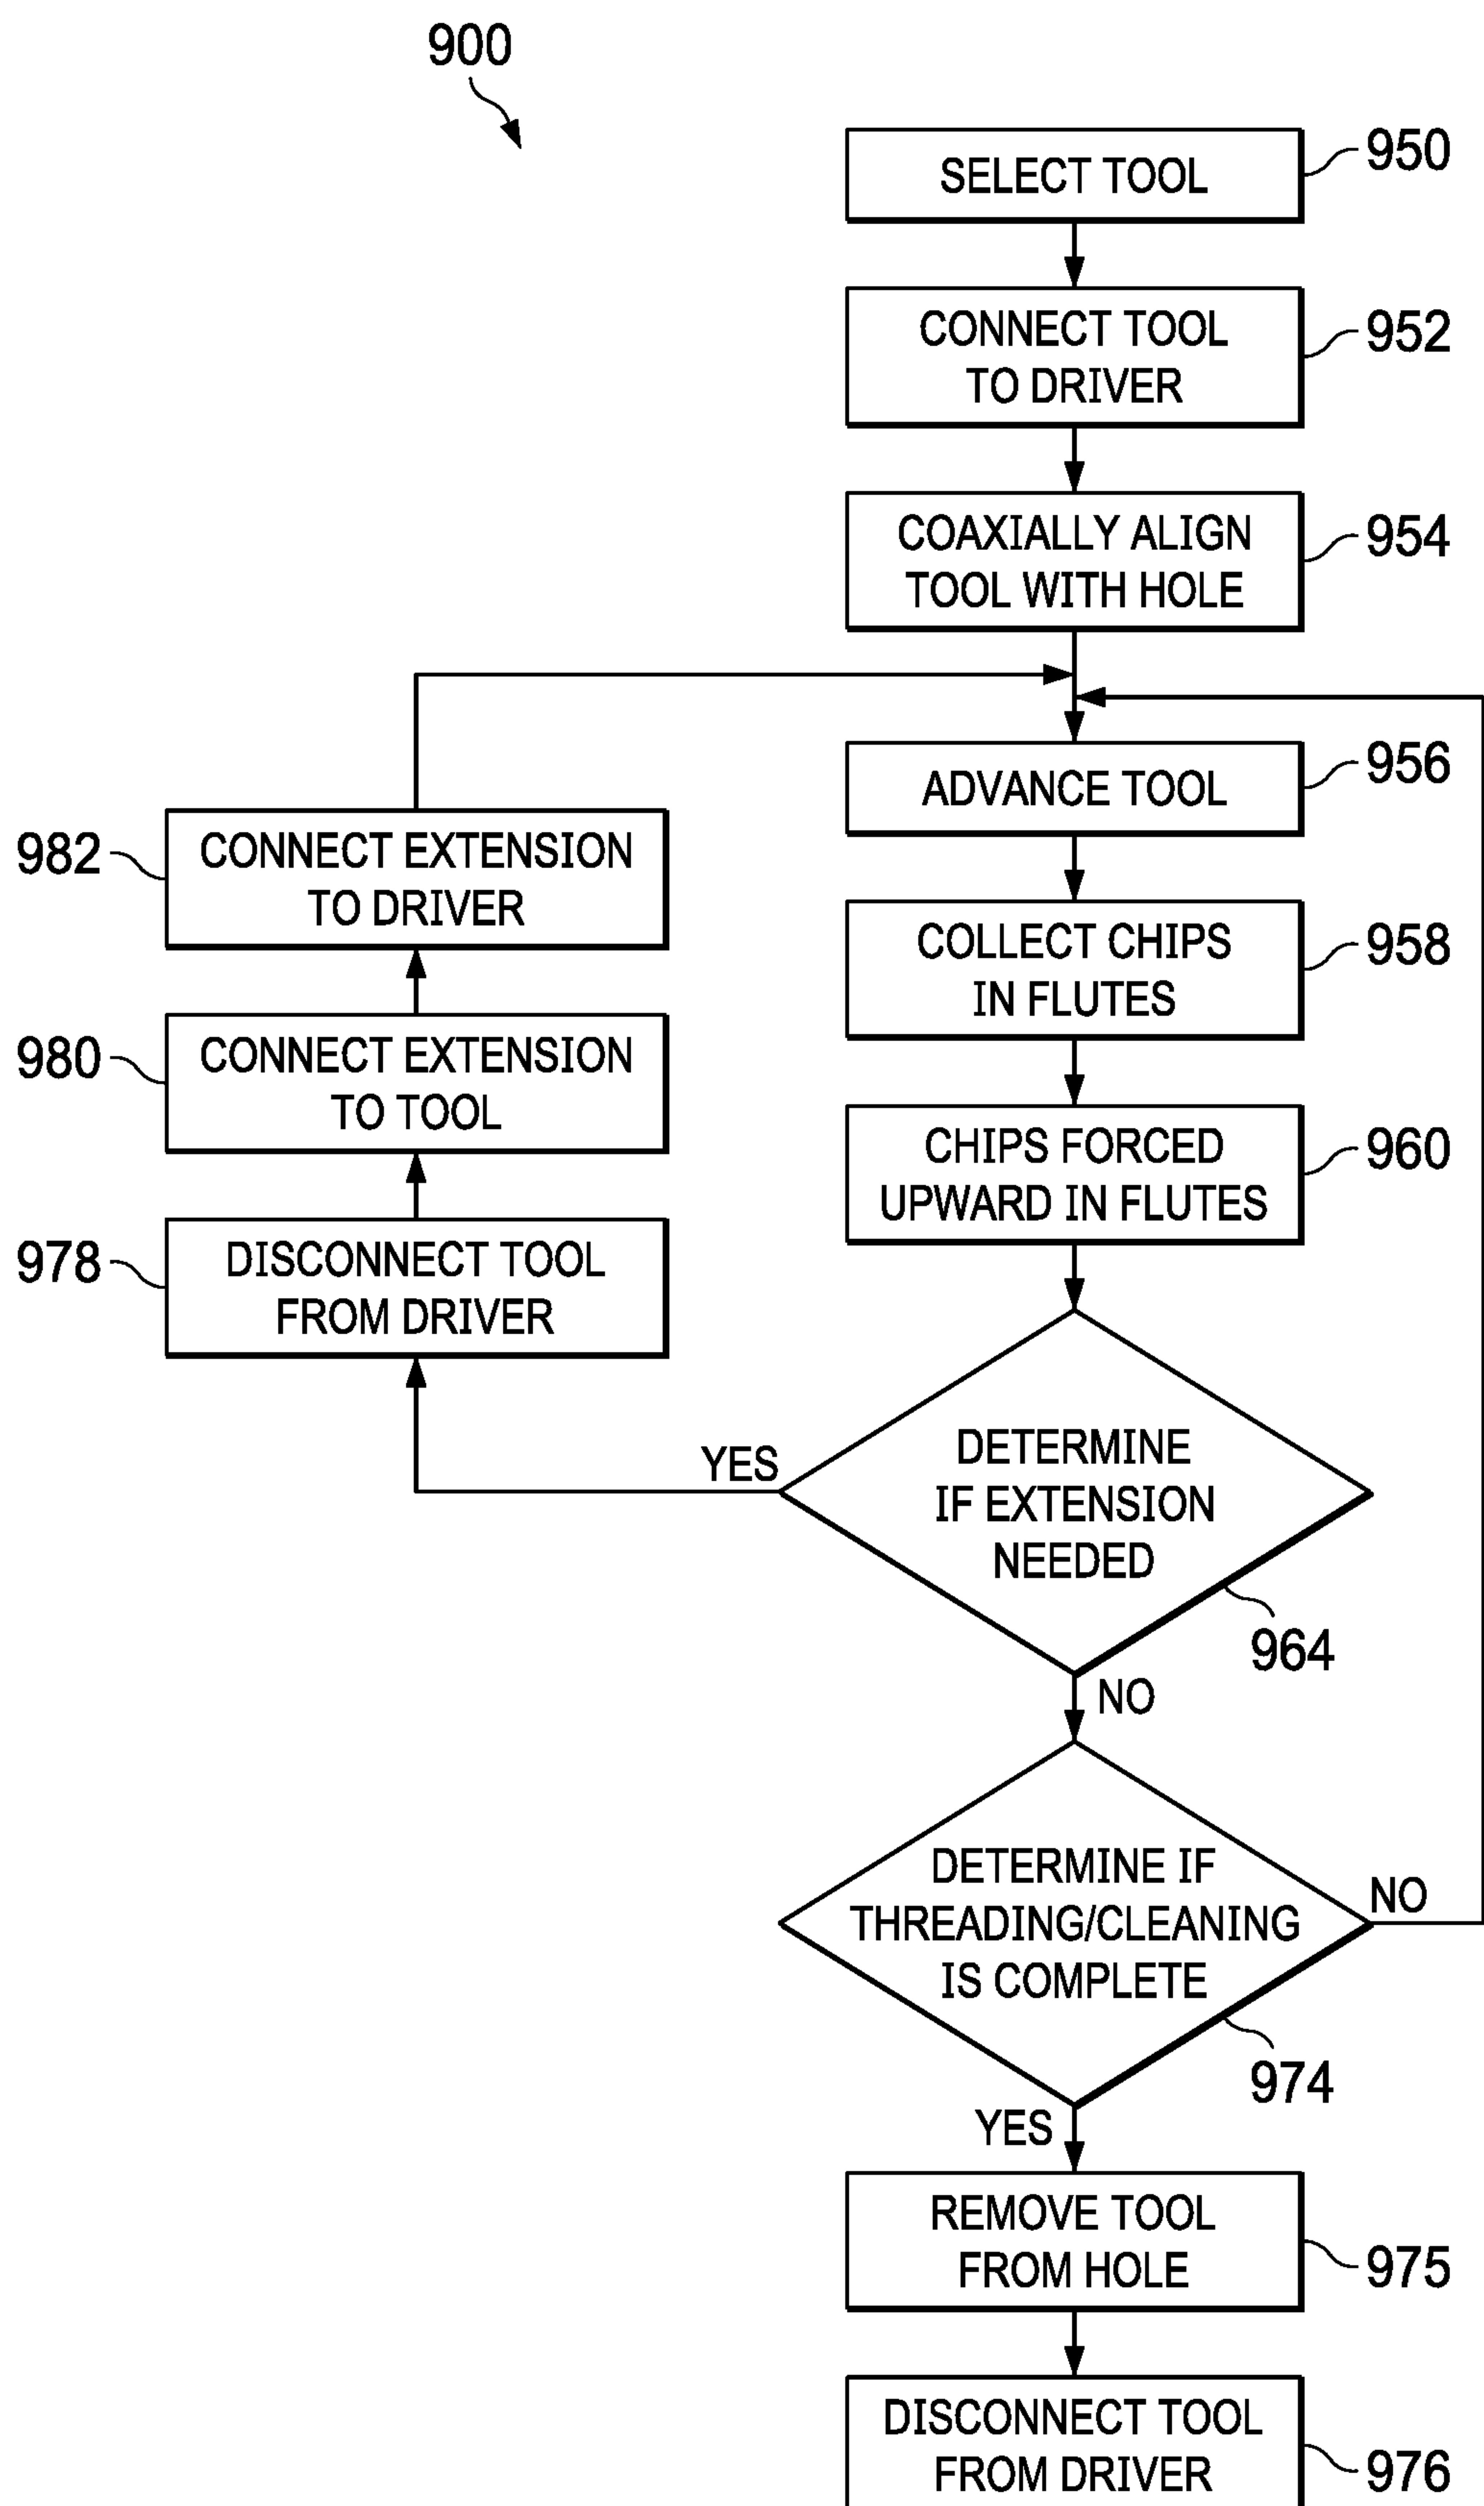 900
SELECT TOOL
950
CONNECT TOOL
TO DRIVER
952
COAXIALLY ALIGN
TOOL WITH HOLE
954
ADVANCE TOOL
956
COLLECT CHIPS
IN FLUTES
958
CHIPS FORCED
UPWARD IN FLUTES
960
982
CONNECT EXTENSION
TO DRIVER
980
CONNECT EXTENSION
TO TOOL
978
DISCONNECT TOOL
FROM DRIVER
YES
DETERMINE
IF EXTENSION
NEEDED
964
NO
DETERMINE IF
THREADING/CLEANING
IS COMPLETE
NO
974
YES
REMOVE TOOL
FROM HOLE
975
DISCONNECT TOOL
FROM DRIVER
976